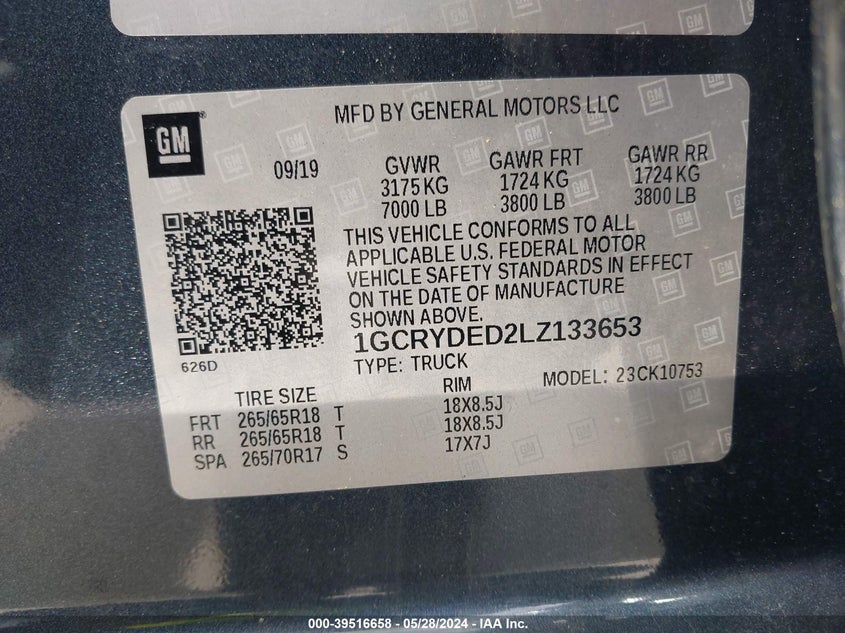 MFD BY GENERAL MOTORS LLC
GM
09/19
GVWR GAWR FRT GAWR RR
3175 KG 1724 KG 1724 KG
7000 LB 3800 LB 3800 LB
THIS VEHICLE CONFORMS TO ALL
APPLICABLE U.S. FEDERAL MOTOR
VEHICLE SAFETY STANDARDS IN EFFECT
ON THE DATE OF MANUFACTURE
SHOWN ABOVE.
1GCRYDED2LZ133653
626D
TYPE: TRUCK
MODEL: 23CK10753
TIRE SIZE RIM
FRT 265/65R18 T 18X8.5J
RR 265/65R18 T 18X8.5J
SPA 265/70R17 S 17X7J
000-39516658 - 05/28/2024 - IAA Inc.